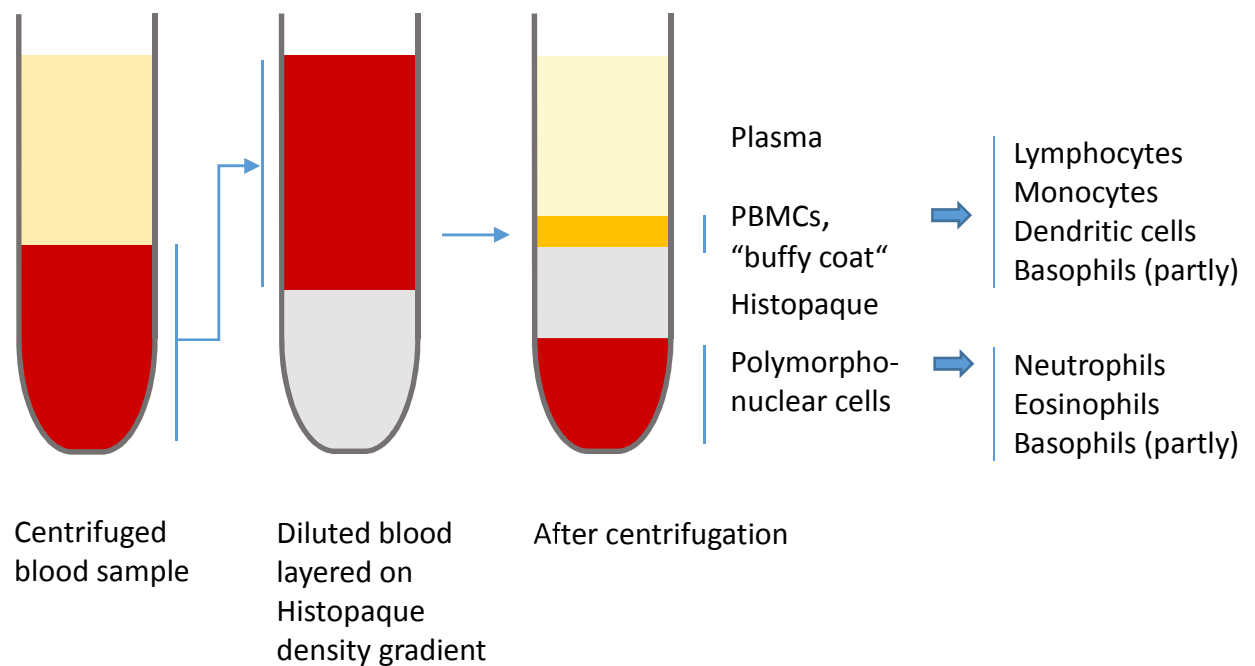 Plasma
PBMCs,
“buffy coat“
Histopaque
Polymorpho-
nuclear cells
Lymphocytes
Monocytes
Dendritic cells
Basophils (partly)
Neutrophils
Eosinophils
Basophils (partly)
Centrifuged
blood sample
Diluted blood
layered on
Histopaque
density gradient
After centrifugation